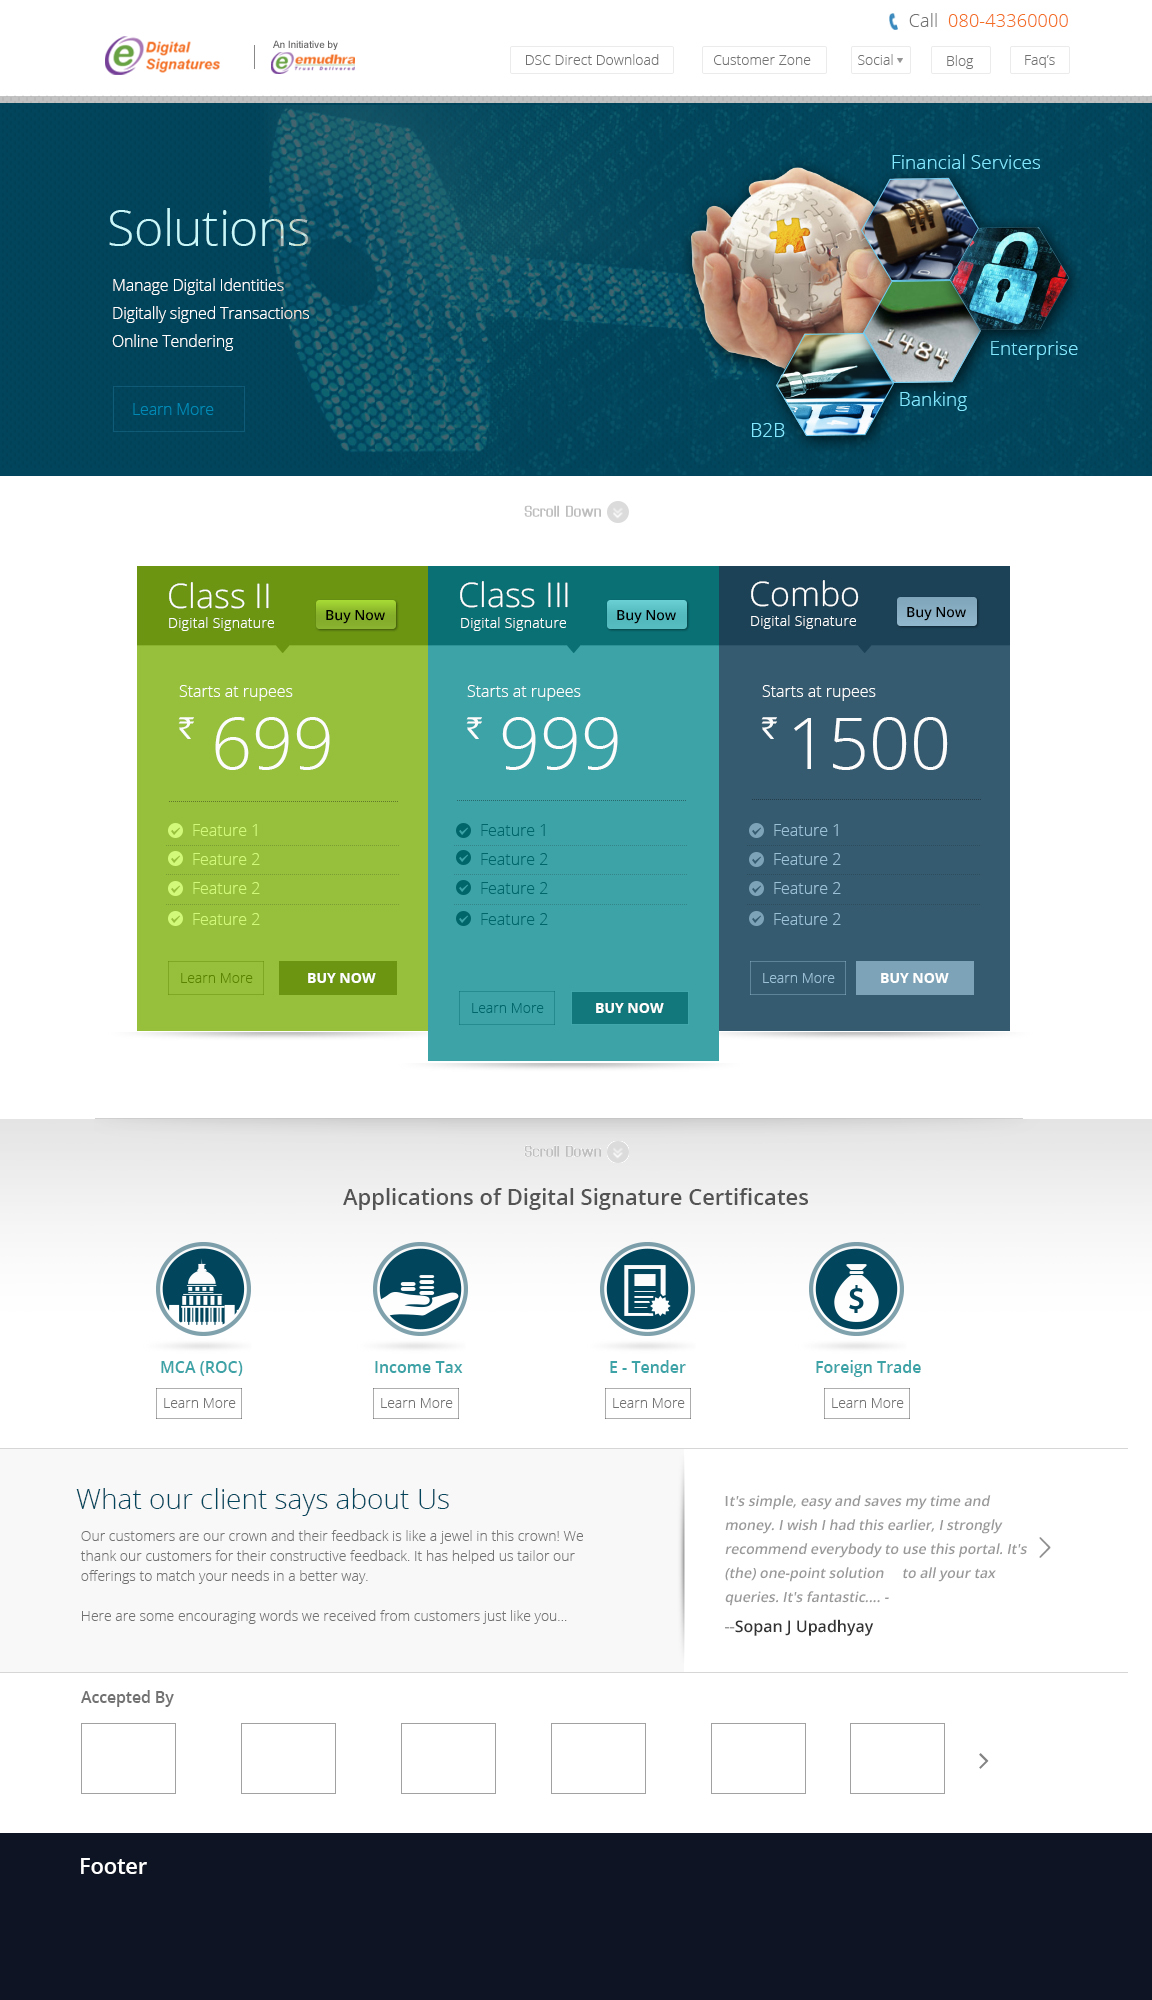 Call 080-43360000
e Digital Signatures
An Initiative by
emudhra
Trust Delivered
DSC Direct Download
Customer Zone
Social
Blog
Faq's
Solutions
Manage Digital Identities
Digitally signed Transactions
Online Tendering
Learn More
Financial Services
Enterprise
1484
Banking
B2B
Scroll Down
Class II
Digital Signature
Buy Now
Starts at rupees
₹ 699
Feature 1
Feature 2
Feature 2
Feature 2
Learn More
BUY NOW
Class III
Digital Signature
Buy Now
Starts at rupees
₹ 999
Feature 1
Feature 2
Feature 2
Feature 2
Learn More
BUY NOW
Combo
Digital Signature
Buy Now
Starts at rupees
₹ 1500
Feature 1
Feature 2
Feature 2
Feature 2
Learn More
BUY NOW
Scroll Down
Applications of Digital Signature Certificates
$
MCA (ROC)
Income Tax
E - Tender
Foreign Trade
Learn More
Learn More
Learn More
Learn More
What our client says about Us
Our customers are our crown and their feedback is like a jewel in this crown! We
thank our customers for their constructive feedback. It has helped us tailor our
offerings to match your needs in a better way.
Here are some encouraging words we received from customers just like you...
It's simple, easy and saves my time and
money. I wish I had this earlier, I strongly
recommend everybody to use this portal. It's
(the) one-point solution to all your tax
queries. It's fantastic.... -
--Sopan J Upadhyay
Accepted By
Footer